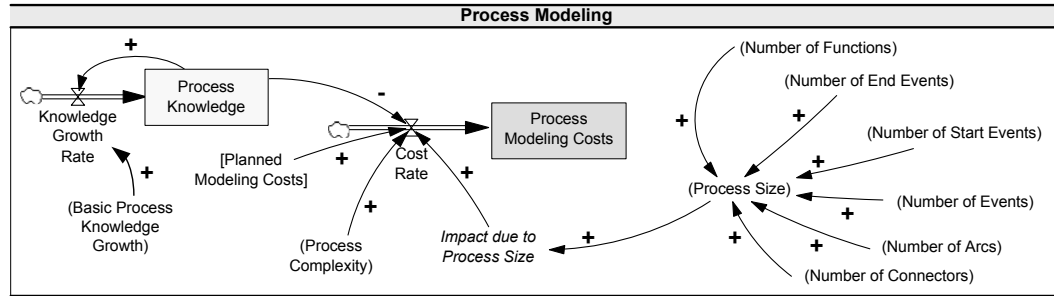 Process Modeling
+
Process
Knowledge
Knowledge
Growth
Rate
+
(Basic Process
Knowledge
Growth)
-
[Planned
Modeling Costs]
+
Cost
Rate
+
(Process
Complexity)
+
Impact due to
Process Size
Process
Modeling Costs
+
(Process Size)
(Number of Functions)
+
(Number of End Events)
+
(Number of Start Events)
+
(Number of Events)
+
(Number of Arcs)
+
(Number of Connectors)
+